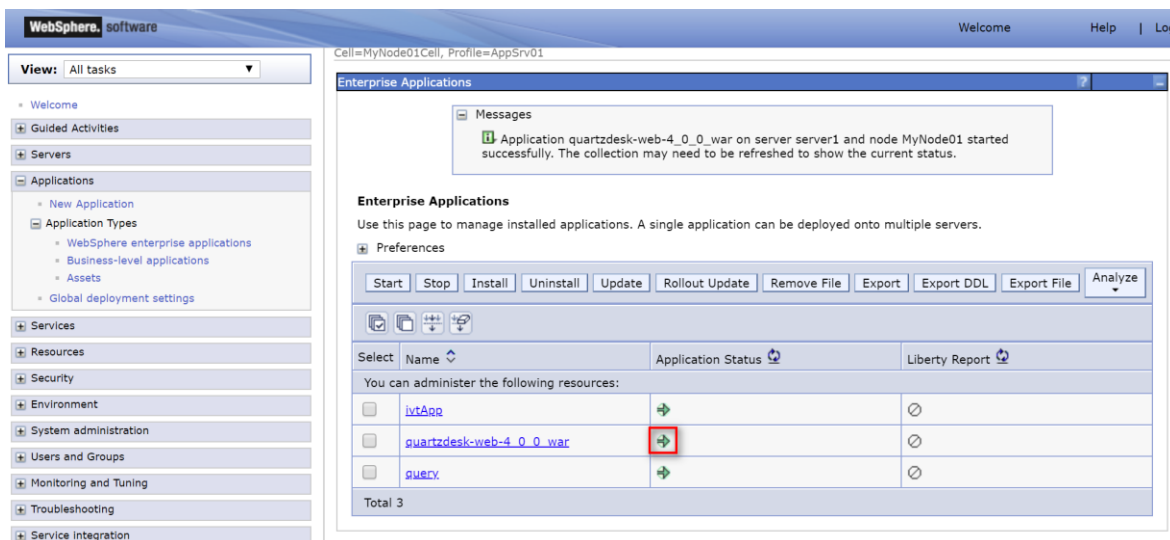 WebSphere. software
Welcome
Help
|
Cell=MyNode01Cell, Profile=AppSrv01
View: All tasks
Welcome
Guided Activities
Servers
Applications
New Application
Application Types
WebSphere enterprise applications
Business-level applications
Assets
Global deployment settings
Services
Resources
Security
Environment
System administration
Users and Groups
Monitoring and Tuning
Troubleshooting
Service integration
Enterprise Applications
?
Messages
Application quartzdesk-web-4_0_0_war on server server1 and node MyNode01 started
successfully. The collection may need to be refreshed to show the current status.
Enterprise Applications
Use this page to manage installed applications. A single application can be deployed onto multiple servers.
Preferences
Start Stop Install Uninstall Update Rollout Update Remove File Export Export DDL Export File Analyze
Select Name Application Status Liberty Report
You can administer the following resources:
ivtApp
quartzdesk-web-4_0_0_war
query
Total 3